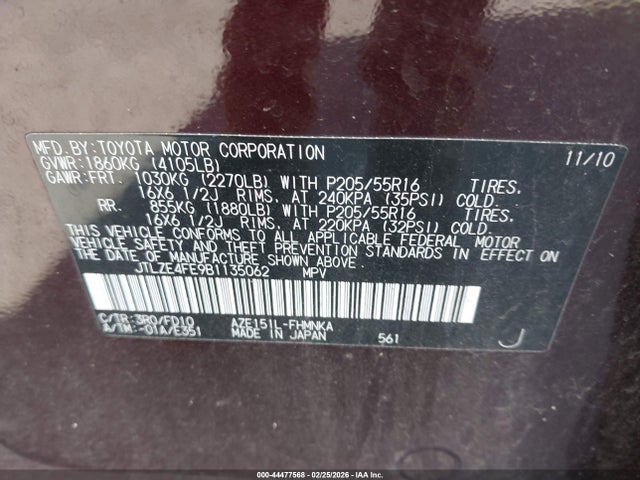 MFD.BY:TOYOTA MOTOR CORPORATION 11/10
GVWR:1860KG (4105LB)
GAWR:FRT. 1030KG (2270LB) WITH P205/55R16 TIRES.
16X6 1/2J RIMS. AT 240KPA (35PSI) COLD.
RR. 855KG (1880LB) WITH P205/55R16 TIRES.
16X6 1/2J RIMS. AT 220KPA (32PSI) COLD.
THIS VEHICLE CONFORMS TO ALL APPLICABLE FEDERAL MOTOR
VEHICLE SAFETY AND THEFT PREVENTION STANDARDS IN EFFECT ON
THE DATE OF MANUFACTURE SHOWN ABOVE.
JTLZE4FE9B1135062 MPV
C/TR:3R0/FD10 AZE151L-FHMNKA
A/TM:-01A/E351 MADE IN JAPAN 561 J
000-44477568 - 02/25/2026 - IAAI.com